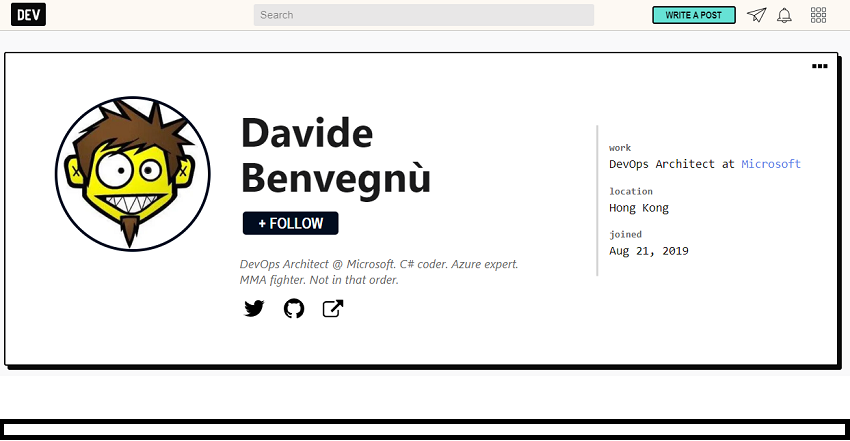 DEV
Search
WRITE A POST
Davide
Benvegnù
+ FOLLOW
DevOps Architect @ Microsoft. C# coder. Azure expert.
MMA fighter. Not in that order.
work
DevOps Architect at Microsoft
location
Hong Kong
joined
Aug 21, 2019